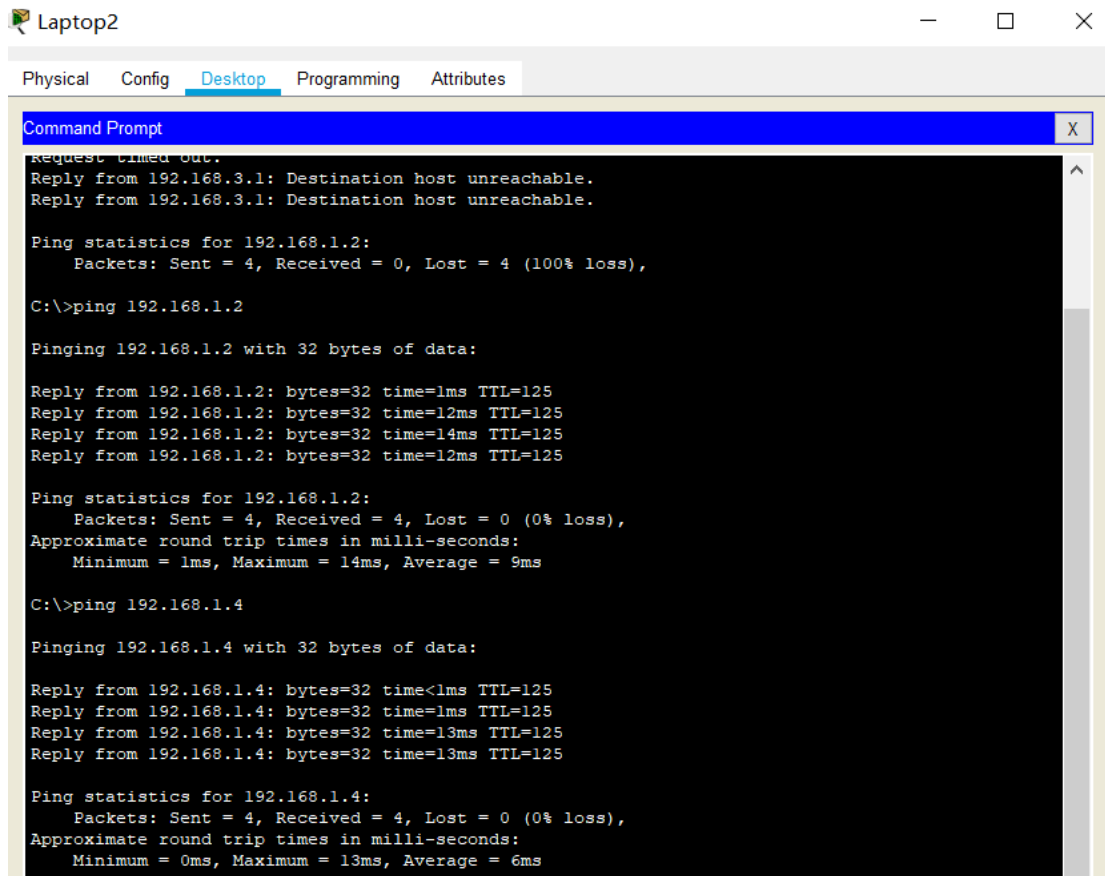 Laptop2
Physical Config Desktop Programming Attributes
Command Prompt X
Request timed out.
Reply from 192.168.3.1: Destination host unreachable.
Reply from 192.168.3.1: Destination host unreachable.
Ping statistics for 192.168.1.2:
Packets: Sent = 4, Received = 0, Lost = 4 (100% loss),
C:\>ping 192.168.1.2
Pinging 192.168.1.2 with 32 bytes of data:
Reply from 192.168.1.2: bytes=32 time=1ms TTL=125
Reply from 192.168.1.2: bytes=32 time=12ms TTL=125
Reply from 192.168.1.2: bytes=32 time=14ms TTL=125
Reply from 192.168.1.2: bytes=32 time=12ms TTL=125
Ping statistics for 192.168.1.2:
Packets: Sent = 4, Received = 4, Lost = 0 (0% loss),
Approximate round trip times in milli-seconds:
Minimum = 1ms, Maximum = 14ms, Average = 9ms
C:\>ping 192.168.1.4
Pinging 192.168.1.4 with 32 bytes of data:
Reply from 192.168.1.4: bytes=32 time<1ms TTL=125
Reply from 192.168.1.4: bytes=32 time=1ms TTL=125
Reply from 192.168.1.4: bytes=32 time=13ms TTL=125
Reply from 192.168.1.4: bytes=32 time=13ms TTL=125
Ping statistics for 192.168.1.4:
Packets: Sent = 4, Received = 4, Lost = 0 (0% loss),
Approximate round trip times in milli-seconds:
Minimum = 0ms, Maximum = 13ms, Average = 6ms